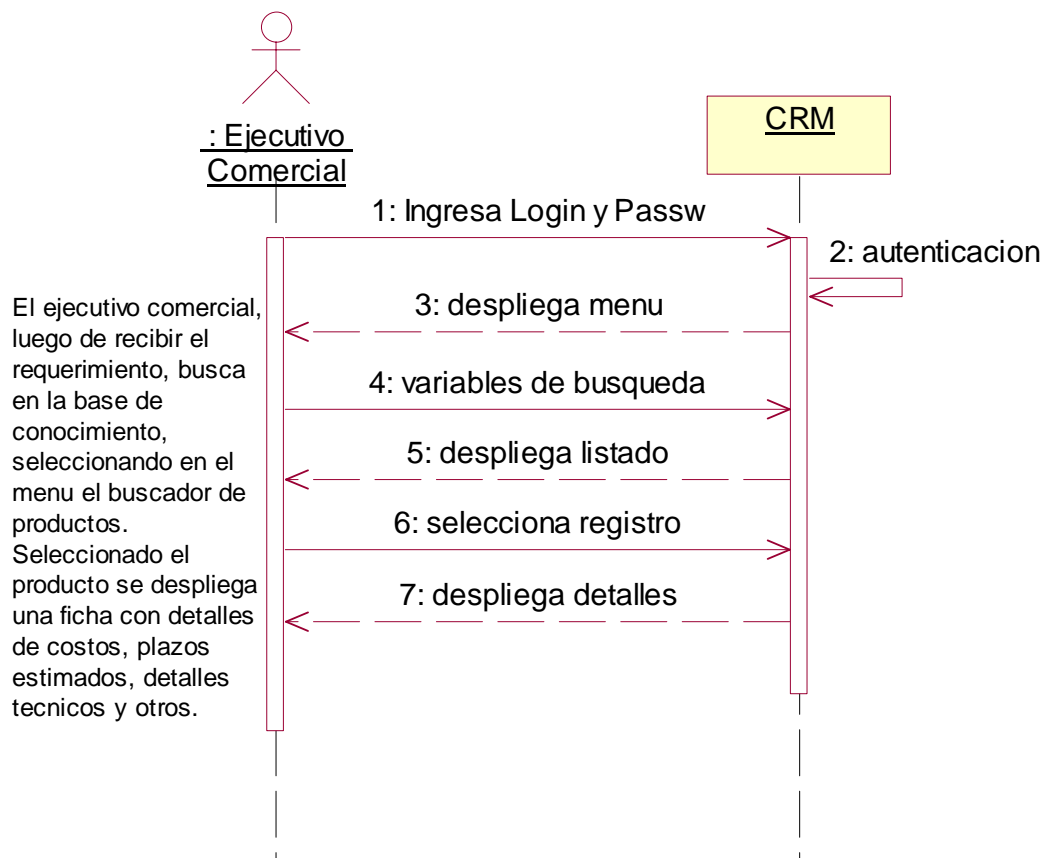 : Ejecutivo
Comercial
CRM
1: Ingresa Login y Passw
2: autenticacion
3: despliega menu
4: variables de busqueda
5: despliega listado
6: selecciona registro
7: despliega detalles
El ejecutivo comercial,
luego de recibir el
requerimiento, busca
en la base de
conocimiento,
seleccionando en el
menu el buscador de
productos.
Seleccionado el
producto se despliega
una ficha con detalles
de costos, plazos
estimados, detalles
tecnicos y otros.